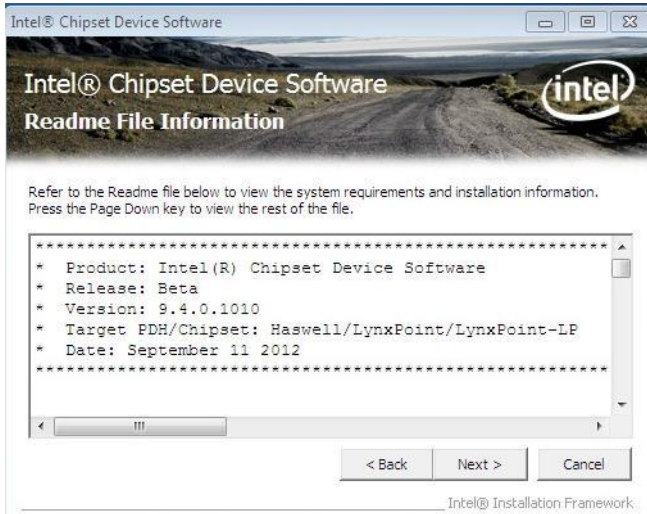 Intel® Chipset Device Software
Intel® Chipset Device Software
intel
Readme File Information
Refer to the Readme file below to view the system requirements and installation information.
Press the Page Down key to view the rest of the file.
************************************************************
* Product: Intel(R) Chipset Device Software
* Release: Beta
* Version: 9.4.0.1010
* Target PDH/Chipset: Haswell/LynxPoint/LynxPoint-LP
* Date: September 11 2012
************************************************************
< Back Next > Cancel
Intel® Installation Framework